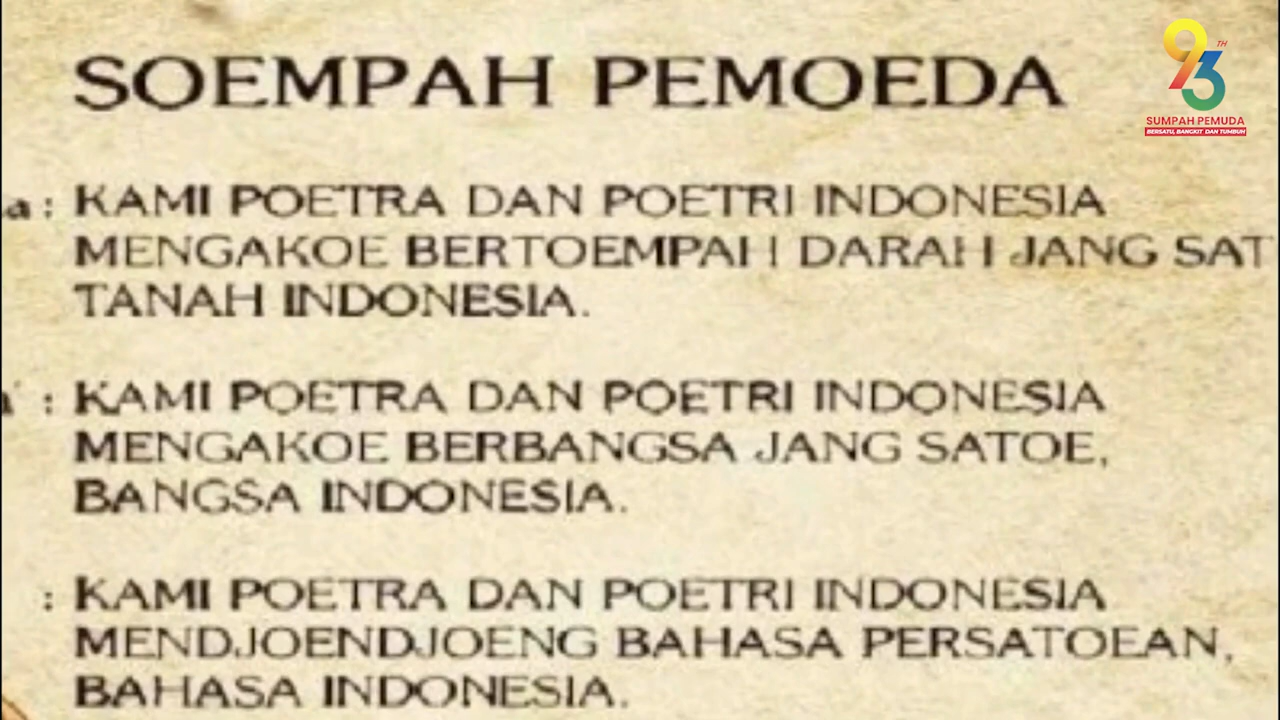 SOEMPAH PEMOEDA
93 TH
SUMPAH PEMUDA
BERSATU, BANGKIT DAN TUMBUH
: KAMI POETRA DAN POETRI INDONESIA
MENGAKOE BERTOEMPAH DARAH JANG SAT
TANAH INDONESIA.
: KAMI POETRA DAN POETRI INDONESIA
MENGAKOE BERBANGSA JANG SATOE,
BANGSA INDONESIA.
: KAMI POETRA DAN POETRI INDONESIA
MENDJOENDJOENG BAHASA PERSATOEAN,
BAHASA INDONESIA.